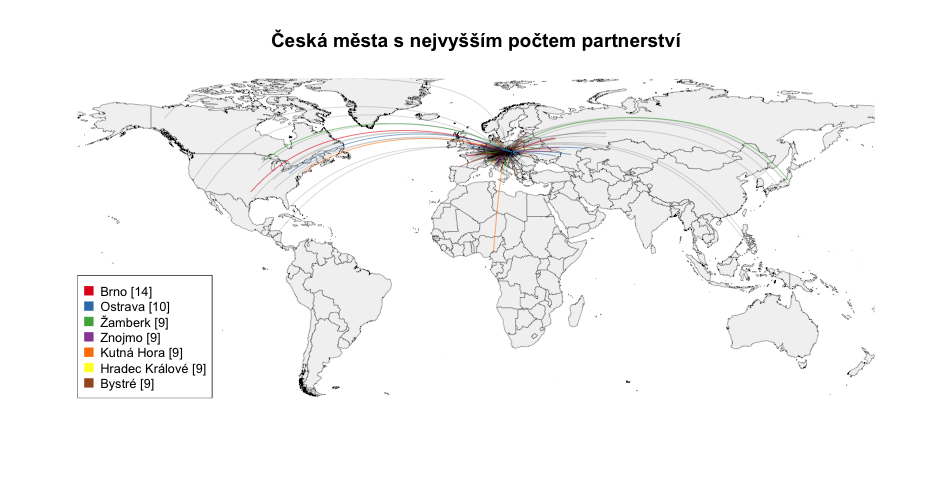 Česká města s nejvyšším počtem partnerství
Brno [14]
Ostrava [10]
Žamberk [9]
Znojmo [9]
Kutná Hora [9]
Hradec Králové [9]
Bystré [9]